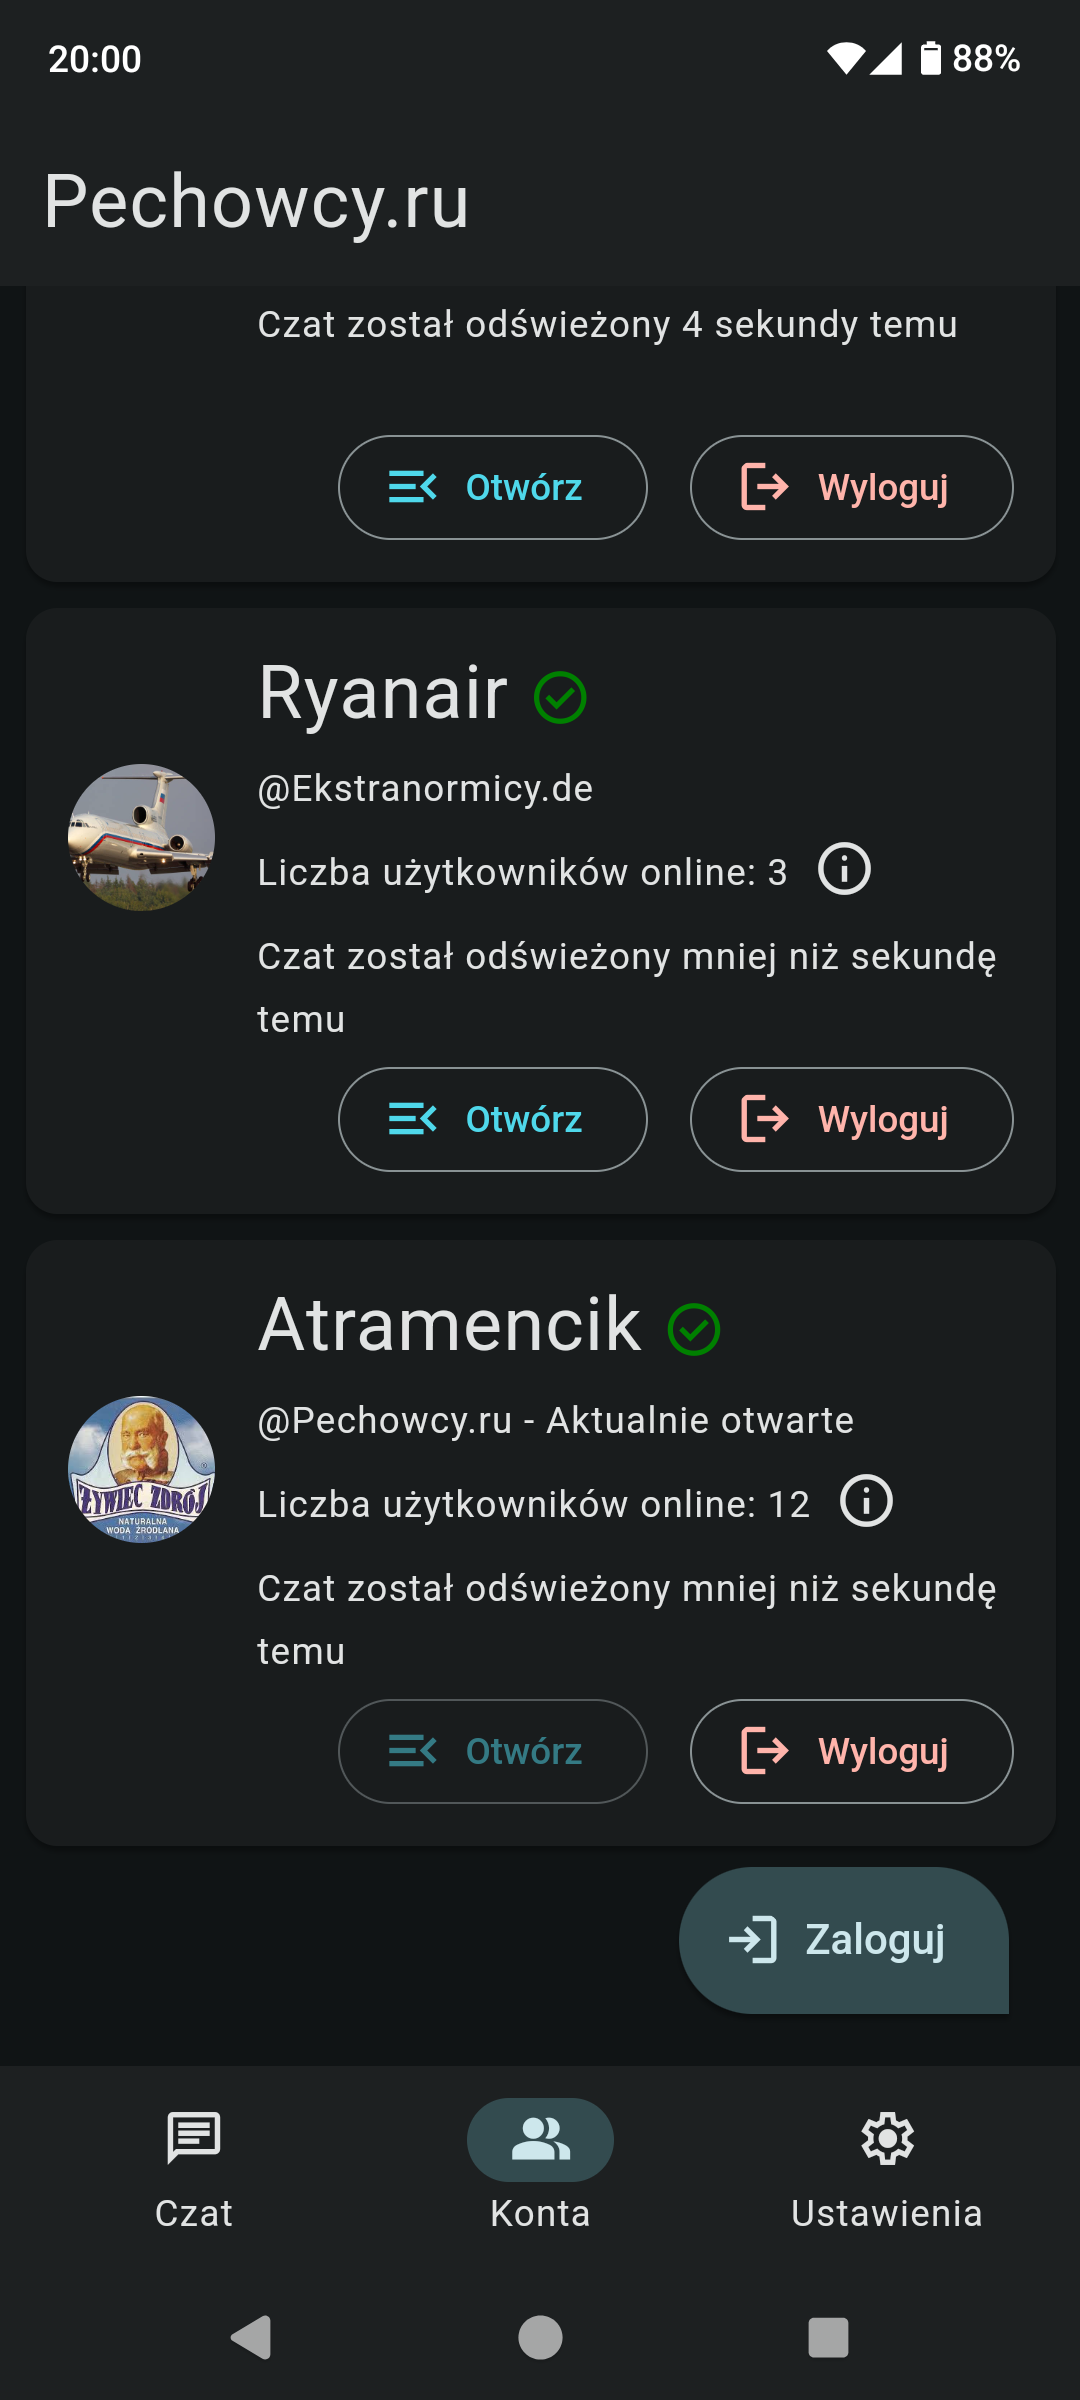 20:00
88%
Pechowcy.ru
Czat został odświeżony 4 sekundy temu
Otwórz
Wyloguj
Ryanair
@Ekstranormicy.de
Liczba użytkowników online: 3
Czat został odświeżony mniej niż sekundę
temu
Otwórz
Wyloguj
Atramencik
@Pechowcy.ru - Aktualnie otwarte
ŻYWIEC ZDRÓJ
NATURALNA
WODA ŹRÓDLANA
Liczba użytkowników online: 12
Czat został odświeżony mniej niż sekundę
temu
Otwórz
Wyloguj
Zaloguj
Czat
Konta
Ustawienia